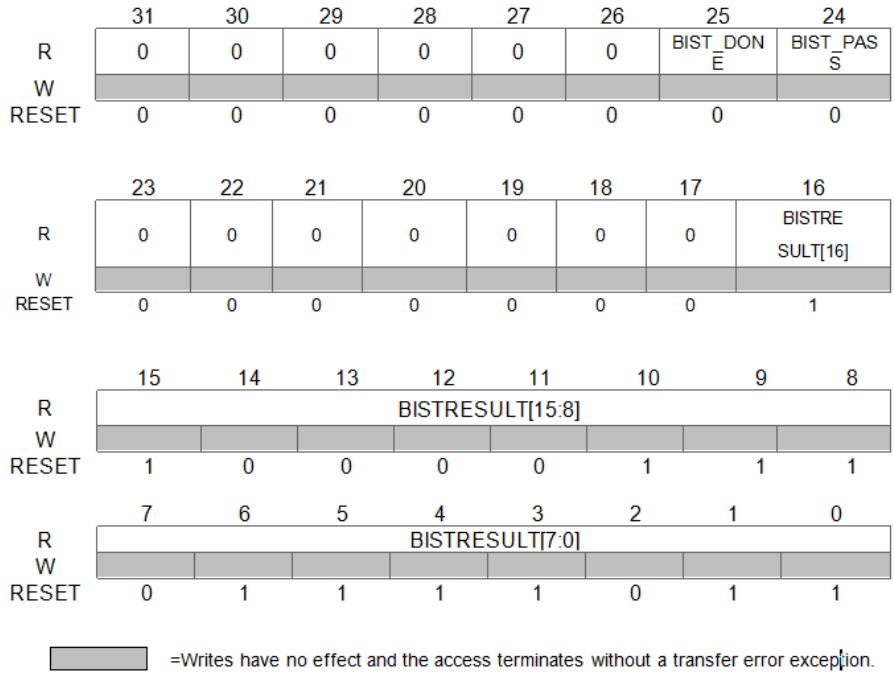 31 30 29 28 27 26 25 24
R 0 0 0 0 0 0 BIST_DON BIST_PAS
E S
W
RESET 0 0 0 0 0 0 0 0
23 22 21 20 19 18 17 16
R 0 0 0 0 0 0 0 BISTRE
SULT[16]
W
RESET 0 0 0 0 0 0 0 1
15 14 13 12 11 10 9 8
R BISTRESULT[15:8]
W
RESET 1 0 0 0 0 1 1 1
7 6 5 4 3 2 1 0
R BISTRESULT[7:0]
W
RESET 0 1 1 1 1 0 1 1
=Writes have no effect and the access terminates without a transfer error exception.